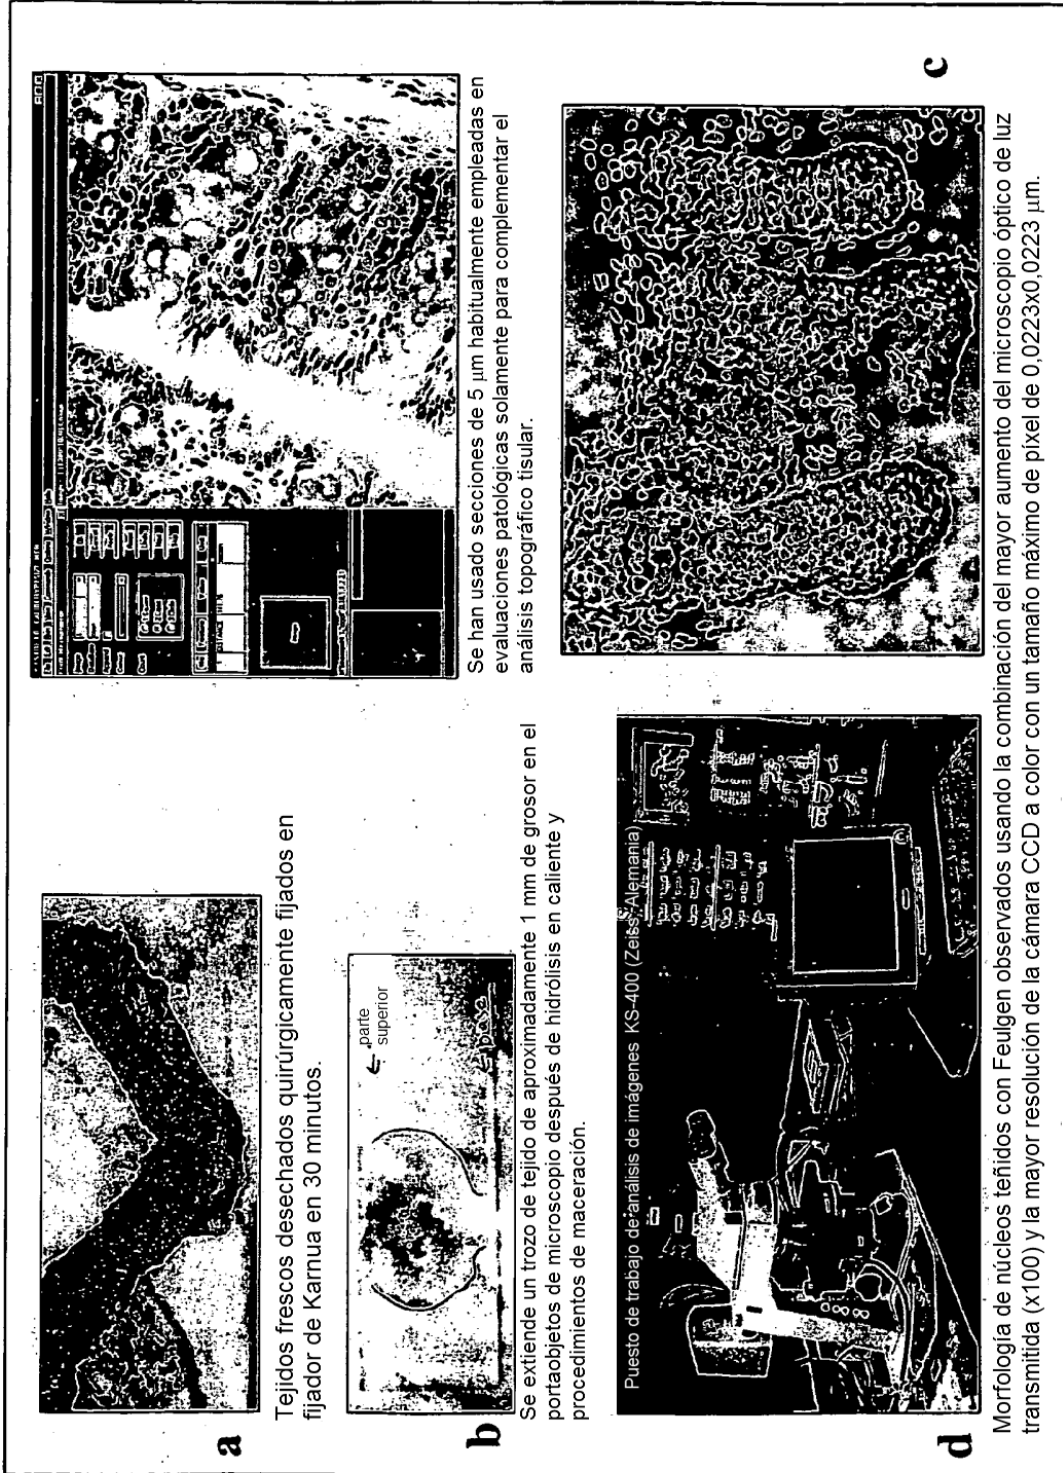 a
Tejidos frescos desechados quirúrgicamente fijados en
fijador de Karnua en 30 minutos.
b
parte
superior
Se extiende un trozo de tejido de aproximadamente 1 mm de grosor en el
portaobjetos de microscopio después de hidrólisis en caliente y
procedimientos de maceración.
Se han usado secciones de 5 µm habitualmente empleadas en
evaluaciones patológicas solamente para complementar el
análisis topográfico tisular.
c
d
Puesto de trabajo de análisis de imágenes KS-400 (Zeiss, Alemania)
Morfología de núcleos teñidos con Feulgen observados usando la combinación del mayor aumento del microscopio óptico de luz
transmitida (x100) y la mayor resolución de la cámara CCD a color con un tamaño máximo de píxel de 0,0223x0,0223 µm.